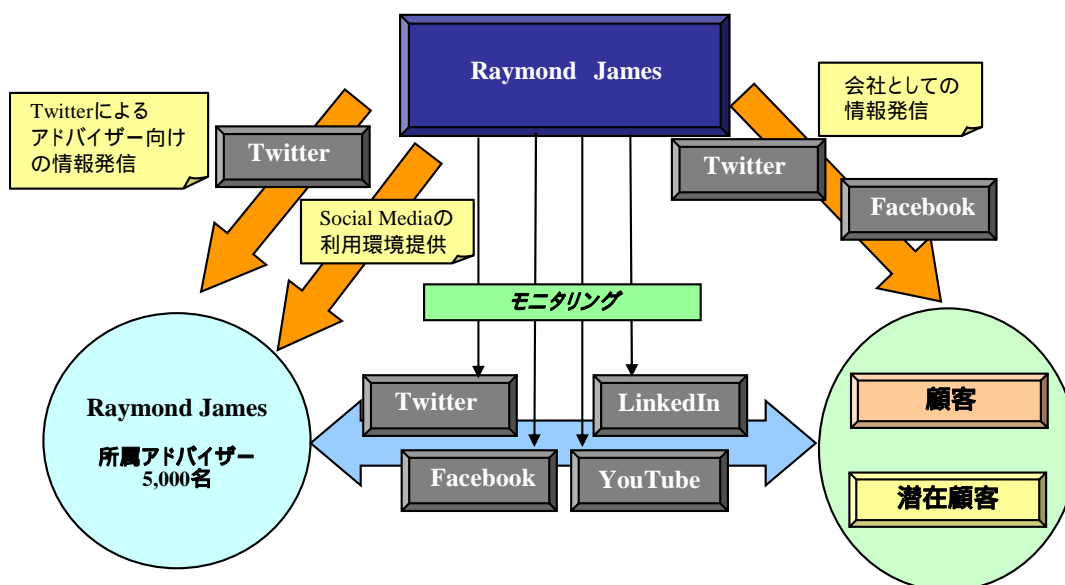 Raymond James
会社としての
情報発信
Twitterによる
アドバイザー向け
の情報発信
Twitter
Twitter
Facebook
Social Mediaの
利用環境提供
モニタリング
Twitter
LinkedIn
Facebook
YouTube
Raymond James
所属アドバイザー
5,000名
顧客
潜在顧客